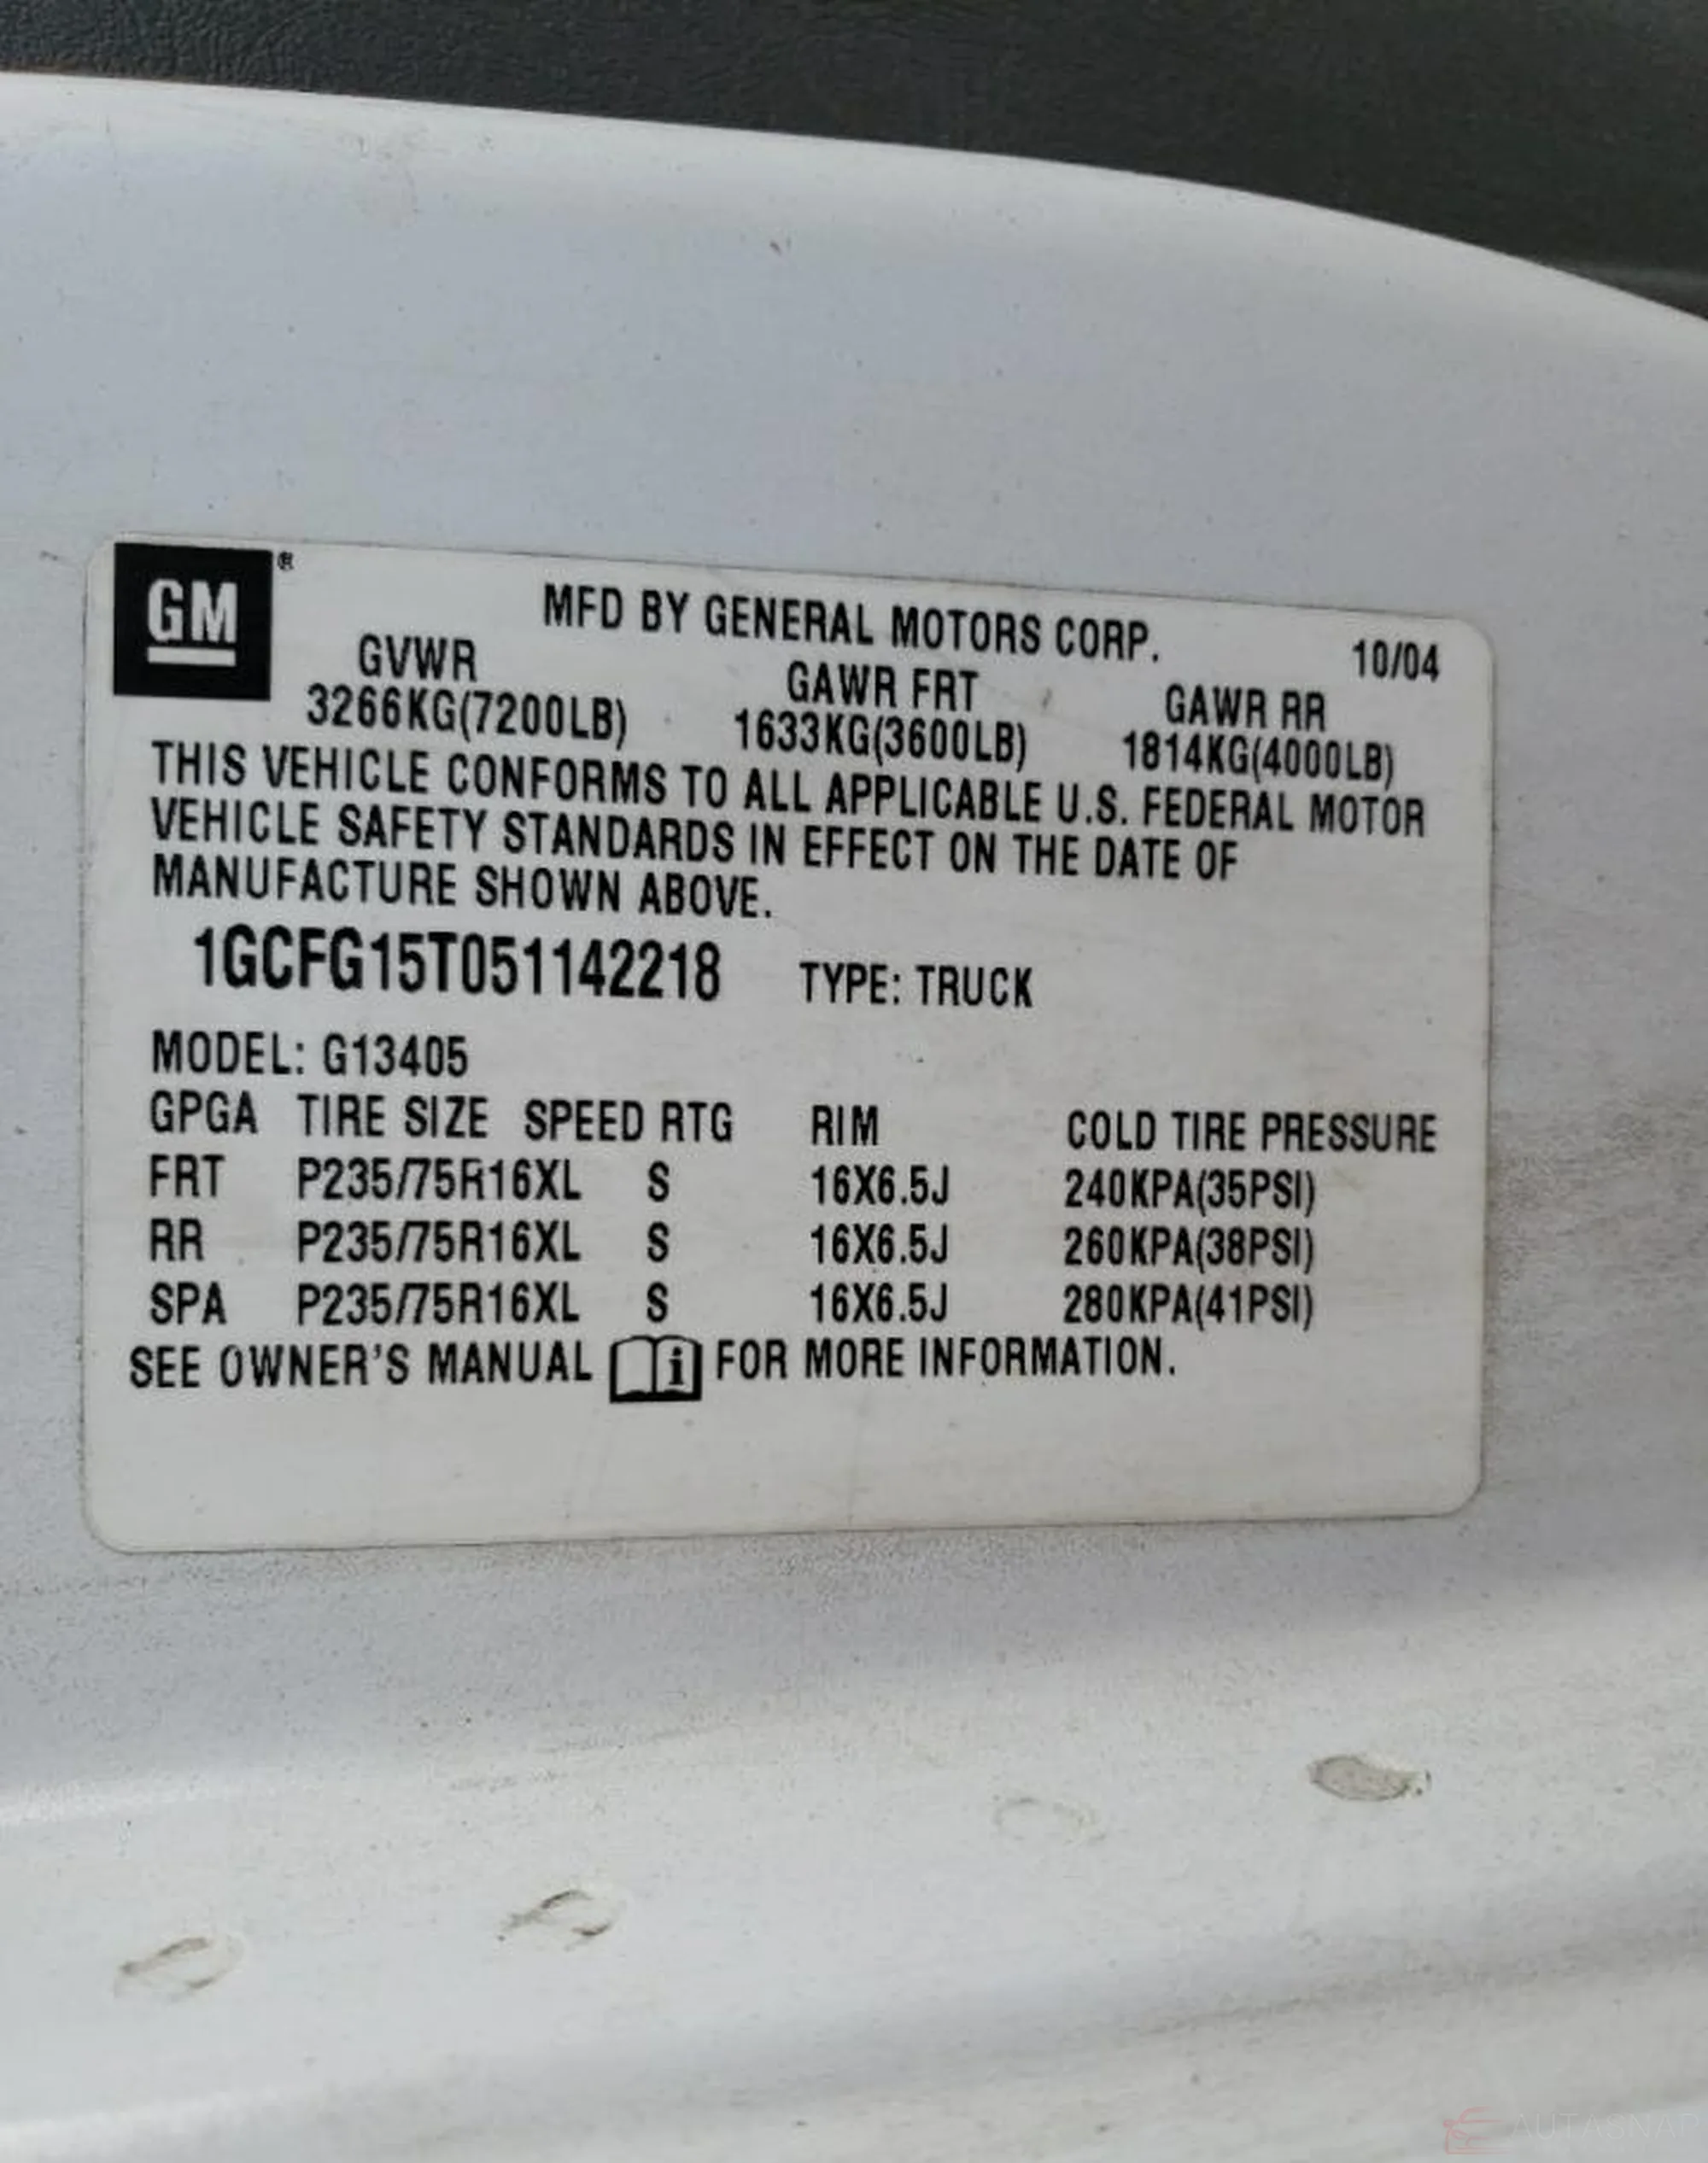 GM®
MFD BY GENERAL MOTORS CORP. 10/04
GVWR GAWR FRT GAWR RR
3266KG(7200LB) 1633KG(3600LB) 1814KG(4000LB)
THIS VEHICLE CONFORMS TO ALL APPLICABLE U.S. FEDERAL MOTOR
VEHICLE SAFETY STANDARDS IN EFFECT ON THE DATE OF
MANUFACTURE SHOWN ABOVE.
1GCFG15T051142218 TYPE: TRUCK
MODEL: G13405
GPGA TIRE SIZE SPEED RTG RIM COLD TIRE PRESSURE
FRT P235/75R16XL S 16X6.5J 240KPA(35PSI)
RR P235/75R16XL S 16X6.5J 260KPA(38PSI)
SPA P235/75R16XL S 16X6.5J 280KPA(41PSI)
SEE OWNER'S MANUAL i FOR MORE INFORMATION.
AUTASNAP